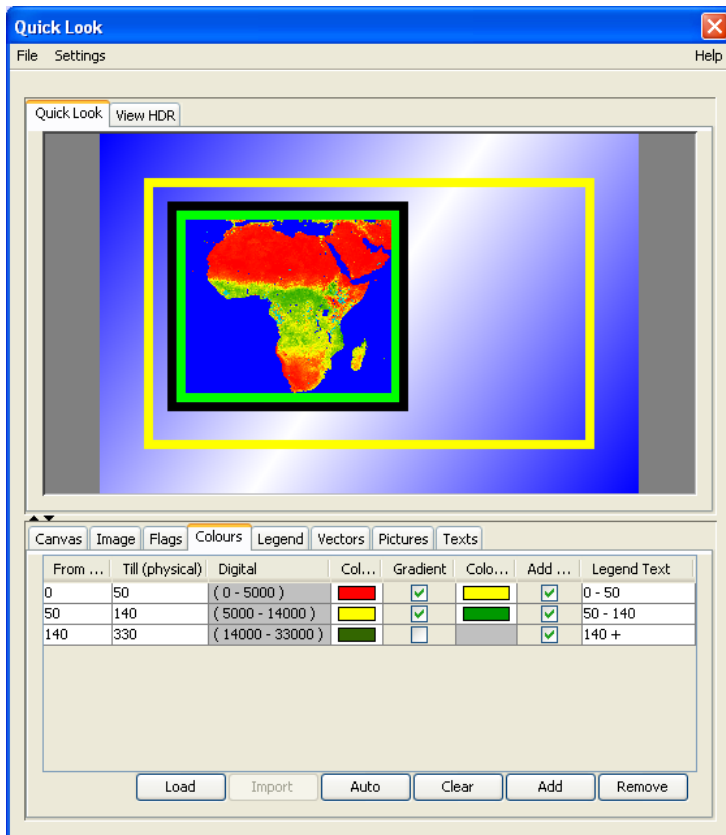 Quick Look
File Settings Help
Quick Look View HDR
Canvas Image Flags Colours Legend Vectors Pictures Texts
From ... Till (physical) Digital Col... Gradient Colo... Add ... Legend Text
0 50 ( 0 - 5000 ) 0 - 50
50 140 ( 5000 - 14000 ) 50 - 140
140 330 ( 14000 - 33000 ) 140 +
Load Import Auto Clear Add Remove